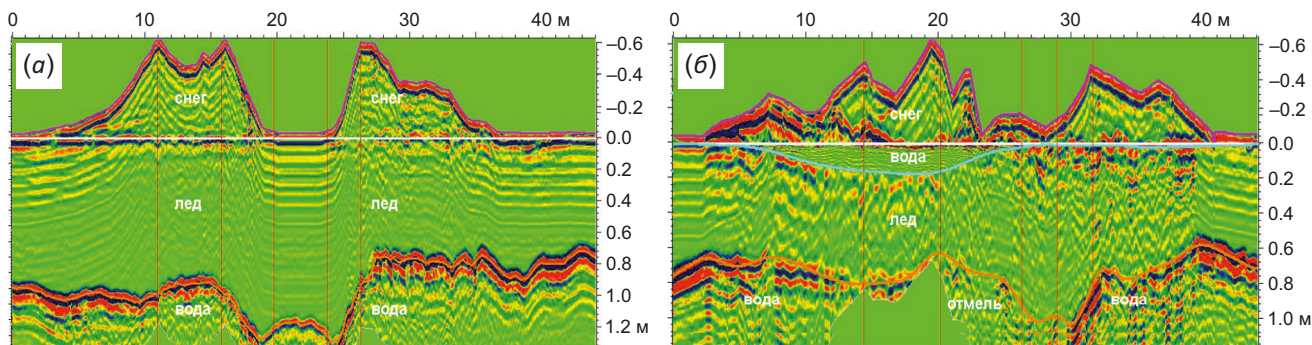 0 10 20 30 40 м
(а)
снег
снег
лед
лед
вода
вода
–0.6
–0.4
–0.2
0.0
0.2
0.4
0.6
0.8
1.0
1.2 м
0 10 20 30 40 м
(б)
снег
вода
лед
вода
отмель
вода
–0.6
–0.4
–0.2
0.0
0.2
0.4
0.6
0.8
1.0 м